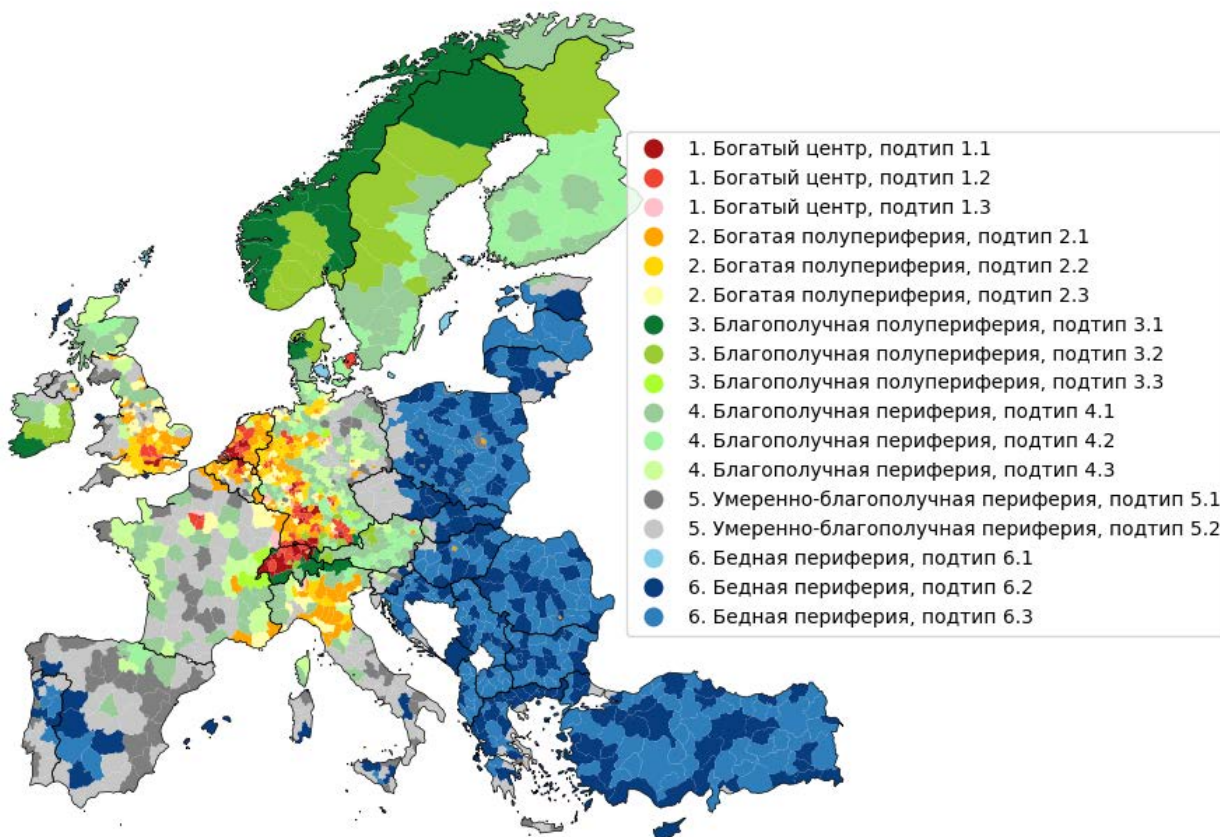 1. Богатый центр, подтип 1.1
1. Богатый центр, подтип 1.2
1. Богатый центр, подтип 1.3
2. Богатая полупериферия, подтип 2.1
2. Богатая полупериферия, подтип 2.2
2. Богатая полупериферия, подтип 2.3
3. Благополучная полупериферия, подтип 3.1
3. Благополучная полупериферия, подтип 3.2
3. Благополучная полупериферия, подтип 3.3
4. Благополучная периферия, подтип 4.1
4. Благополучная периферия, подтип 4.2
4. Благополучная периферия, подтип 4.3
5. Умеренно-благополучная периферия, подтип 5.1
5. Умеренно-благополучная периферия, подтип 5.2
6. Бедная периферия, подтип 6.1
6. Бедная периферия, подтип 6.2
6. Бедная периферия, подтип 6.3